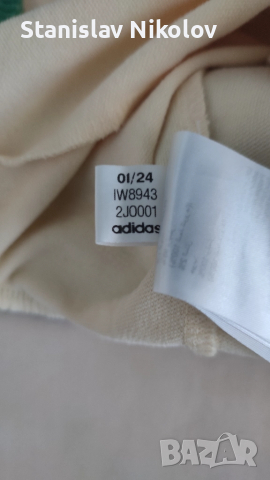 Stanislav Nikolov
01/24
IW8943
2J0001
adidas
BAZAR